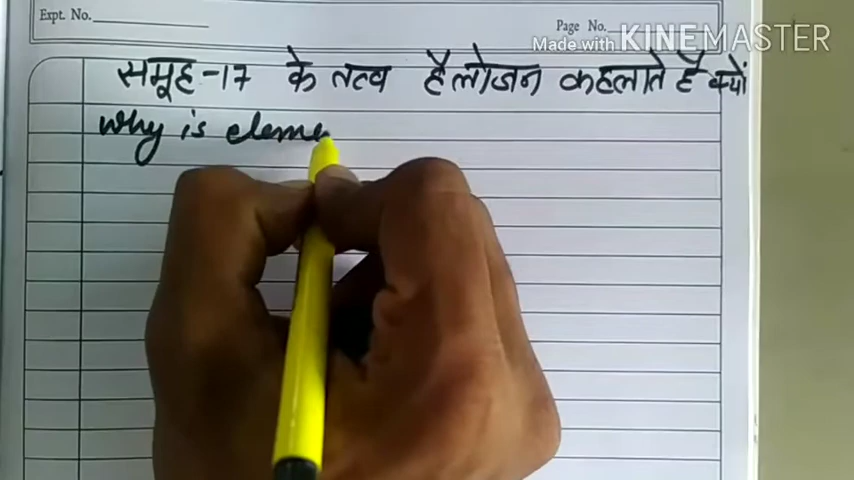 Expt. No.
Page No.
Made with KINEMASTER
समूह-17 के तत्व हैलोजन कहलाते है क्यों
Why is eleme